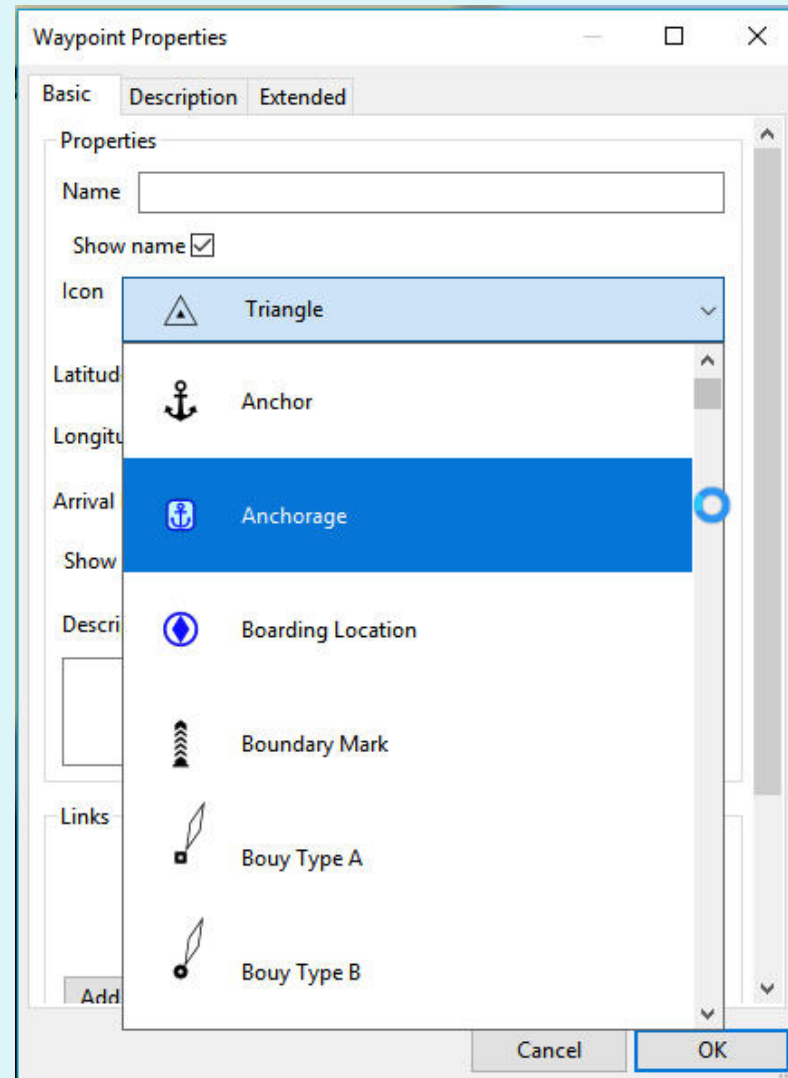 Waypoint Properties
Basic Description Extended
Properties
Name
Show name
Icon
Triangle
Latitud
Anchor
Longitu
Arrival
Anchorage
Show
Descri
Boarding Location
Boundary Mark
Links
Bouy Type A
Bouy Type B
Add
Cancel OK